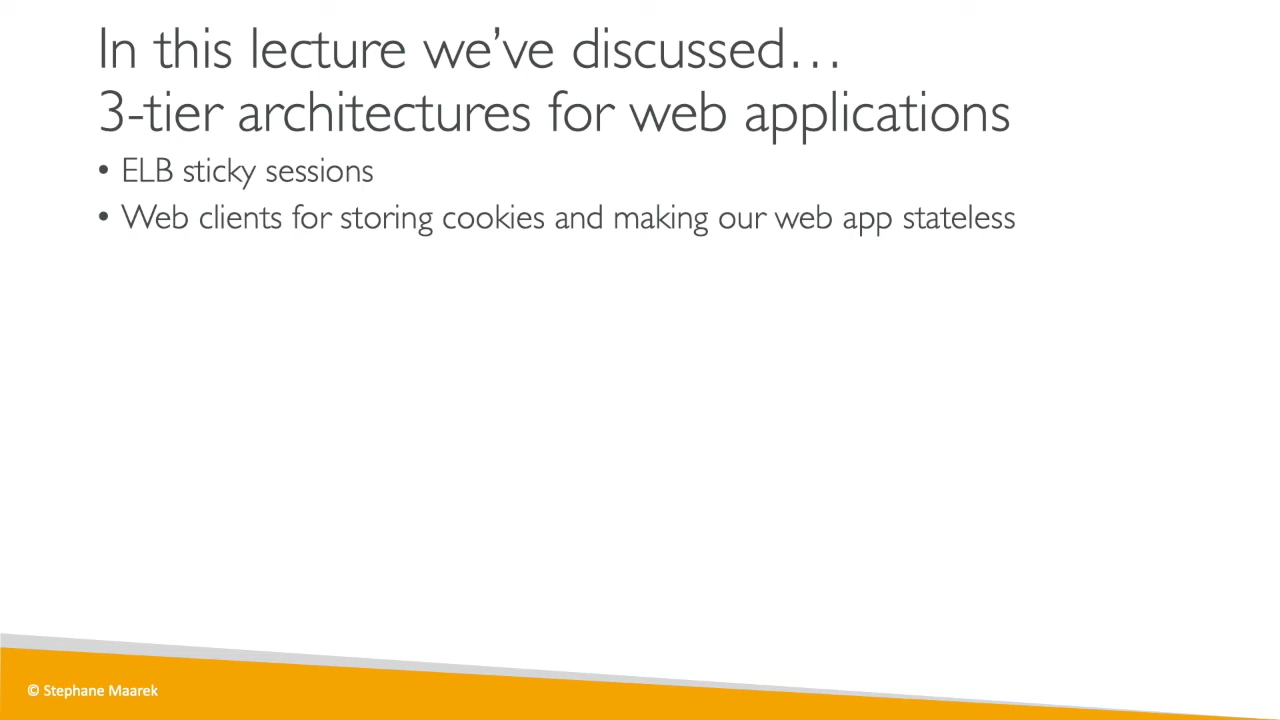 In this lecture we’ve discussed…
3-tier architectures for web applications
• ELB sticky sessions
• Web clients for storing cookies and making our web app stateless
© Stephane Maarek